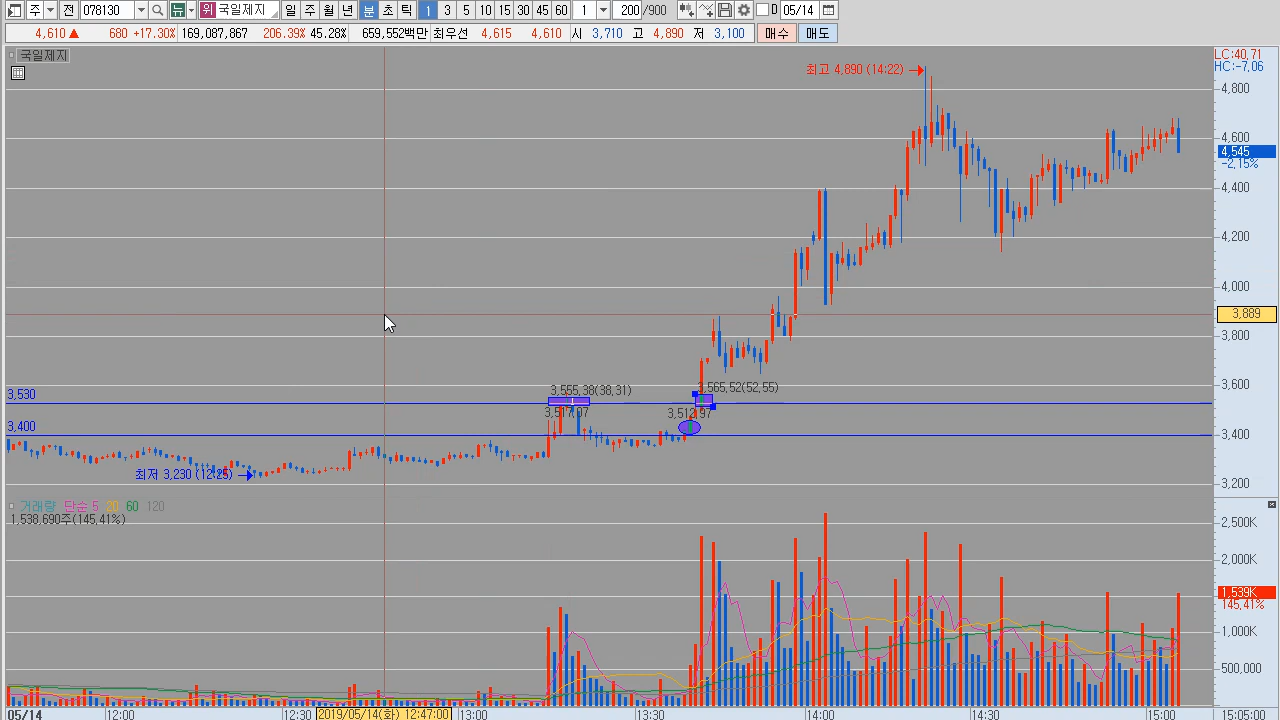 주 전 078130 뉴 위 국일제지 일 주 월 년 분 초 틱 1 3 5 10 15 30 45 60 1 200 /900 D 05/14
4,610 ▲ 680 +17.30% 169,087,867 206.39% 45.28% 659,552백만 최우선 4,615 4,610 시 3,710 고 4,890 저 3,100 매수 매도
국일제지
LC:40,71
HC:-7,06
최고 4,890 (14:22)
4,800
4,600
4,545
-2,15%
4,400
4,200
4,000
3,889
3,800
3,600
3,555,38(38,31)
3,565,52(52,55)
3,530
3,517,07
3,512,97
3,400
3,400
최저 3,230 (12:25)
3,200
거래량 단순 5 20 60 120
1,538,690주(145,41%)
2,500K
2,000K
1,539K
145,41%
1,000K
500,000
05/14 12:00 12:30 2019/05/14(화) 12:47:00 13:00 13:30 14:00 14:30 15:00 15:05:00